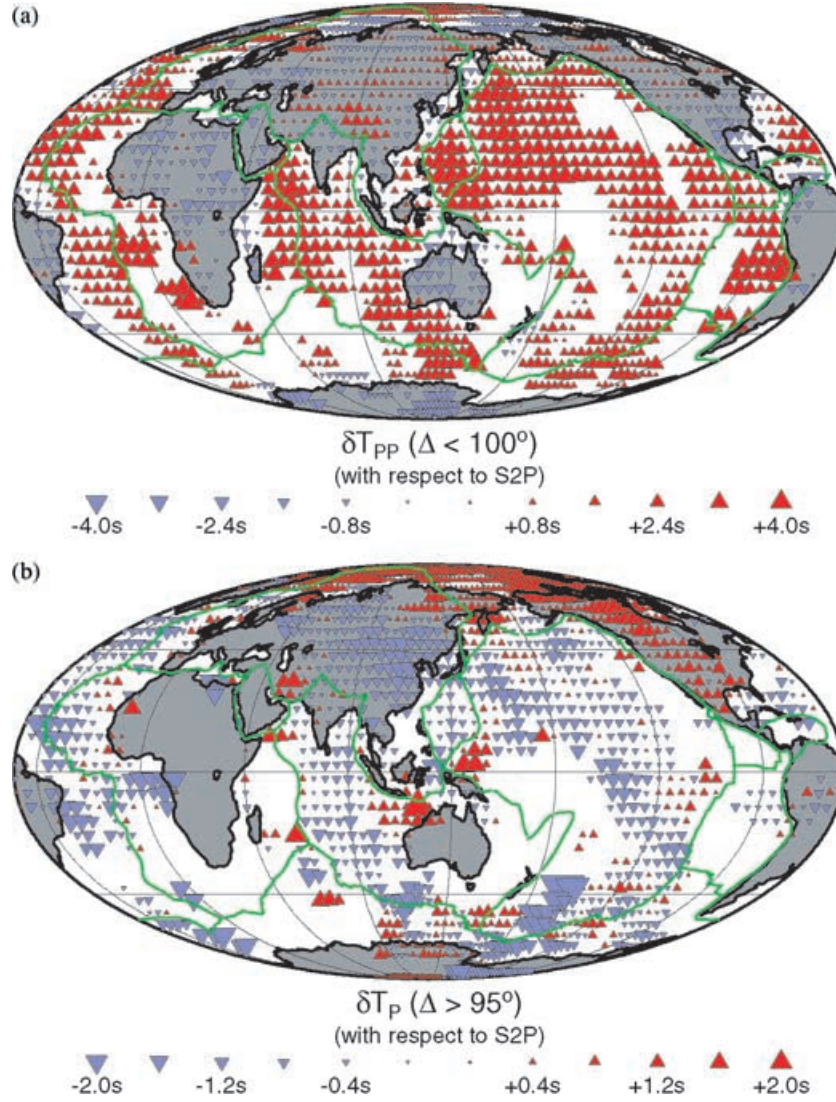 (a)
δT_PP (Δ < 100°)
(with respect to S2P)
-4.0s -2.4s -0.8s +0.8s +2.4s +4.0s
(b)
δT_P (Δ > 95°)
(with respect to S2P)
-2.0s -1.2s -0.4s +0.4s +1.2s +2.0s